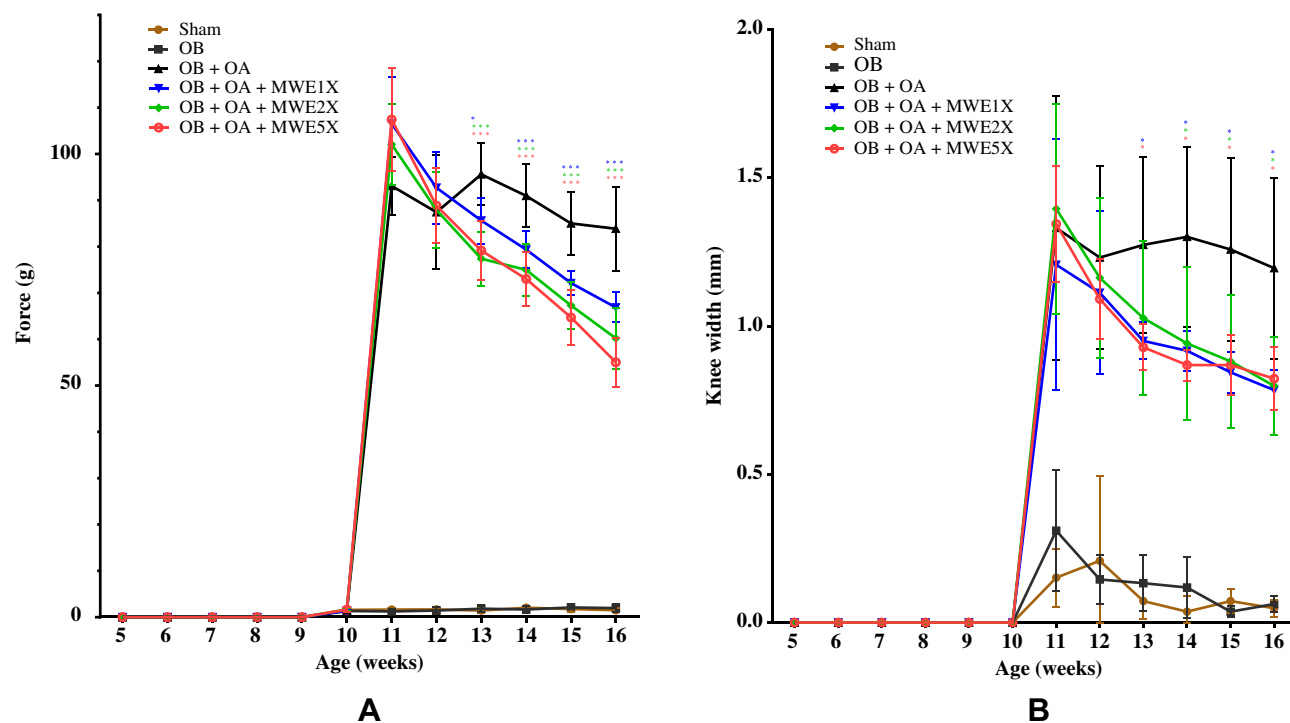 Sham
OB
OB + OA
OB + OA + MWE1X
OB + OA + MWE2X
OB + OA + MWE5X
Force (g)
100
50
0
* *** *** *** 
*** *** *** ***
*** *** *** ***
5 6 7 8 9 10 11 12 13 14 15 16
Age (weeks)
A
Sham
OB
OB + OA
OB + OA + MWE1X
OB + OA + MWE2X
OB + OA + MWE5X
Knee width (mm)
2.0
1.5
1.0
0.5
0.0
* * * *
* * *
* * * *
5 6 7 8 9 10 11 12 13 14 15 16
Age (weeks)
B